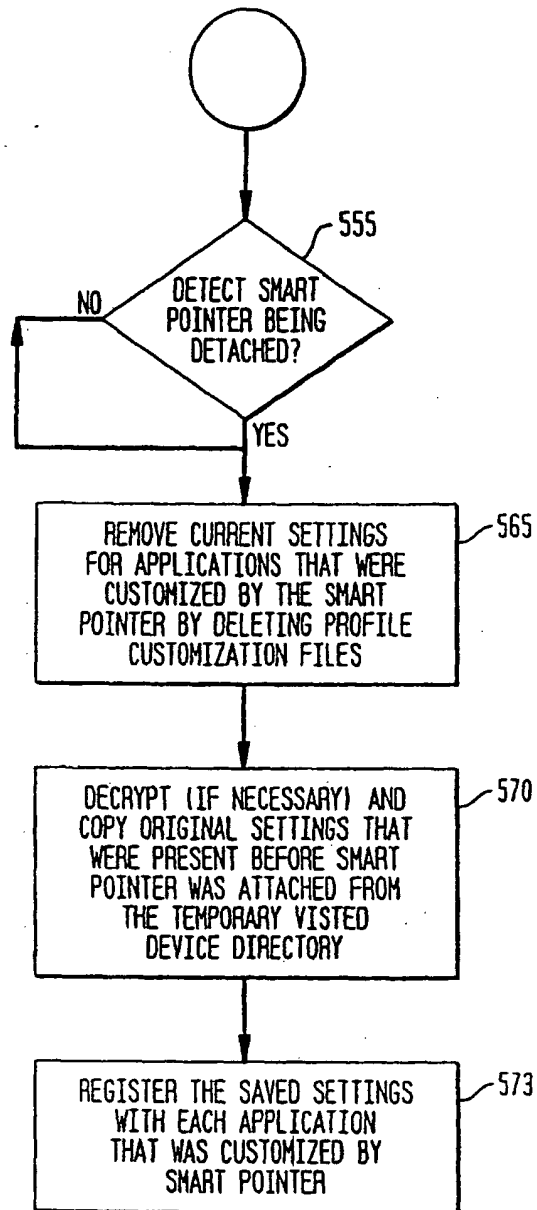 555
DETECT SMART
POINTER BEING
DETACHED?
NO
YES
565
REMOVE CURRENT SETTINGS
FOR APPLICATIONS THAT WERE
CUSTOMIZED BY THE SMART
POINTER BY DELETING PROFILE
CUSTOMIZATION FILES
570
DECRYPT (IF NECESSARY) AND
COPY ORIGINAL SETTINGS THAT
WERE PRESENT BEFORE SMART
POINTER WAS ATTACHED FROM
THE TEMPORARY VISTED
DEVICE DIRECTORY
573
REGISTER THE SAVED SETTINGS
WITH EACH APPLICATION
THAT WAS CUSTOMIZED BY
SMART POINTER